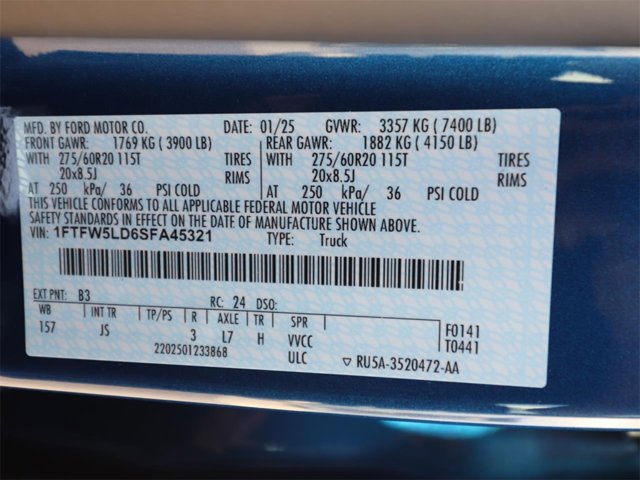 MFD. BY FORD MOTOR CO. DATE: 01/25 GVWR: 3357 KG ( 7400 LB)
FRONT GAWR: 1769 KG ( 3900 LB) REAR GAWR: 1882 KG ( 4150 LB)
WITH 275/60R20 115T TIRES WITH 275/60R20 115T TIRES
20x8.5J RIMS 20x8.5J RIMS
AT 250 kPa/ 36 PSI COLD AT 250 kPa/ 36 PSI COLD
THIS VEHICLE CONFORMS TO ALL APPLICABLE FEDERAL MOTOR VEHICLE
SAFETY STANDARDS IN EFFECT ON THE DATE OF MANUFACTURE SHOWN ABOVE.
VIN: 1FTFW5LD6SFA45321 TYPE: Truck
EXT PNT: B3 RC: 24 DSO:
WB INT TR TP/PS R AXLE TR SPR F0141
157 JS 3 L7 H VVCC T0441
2202501233868 ULC ▽ RU5A-3520472-AA